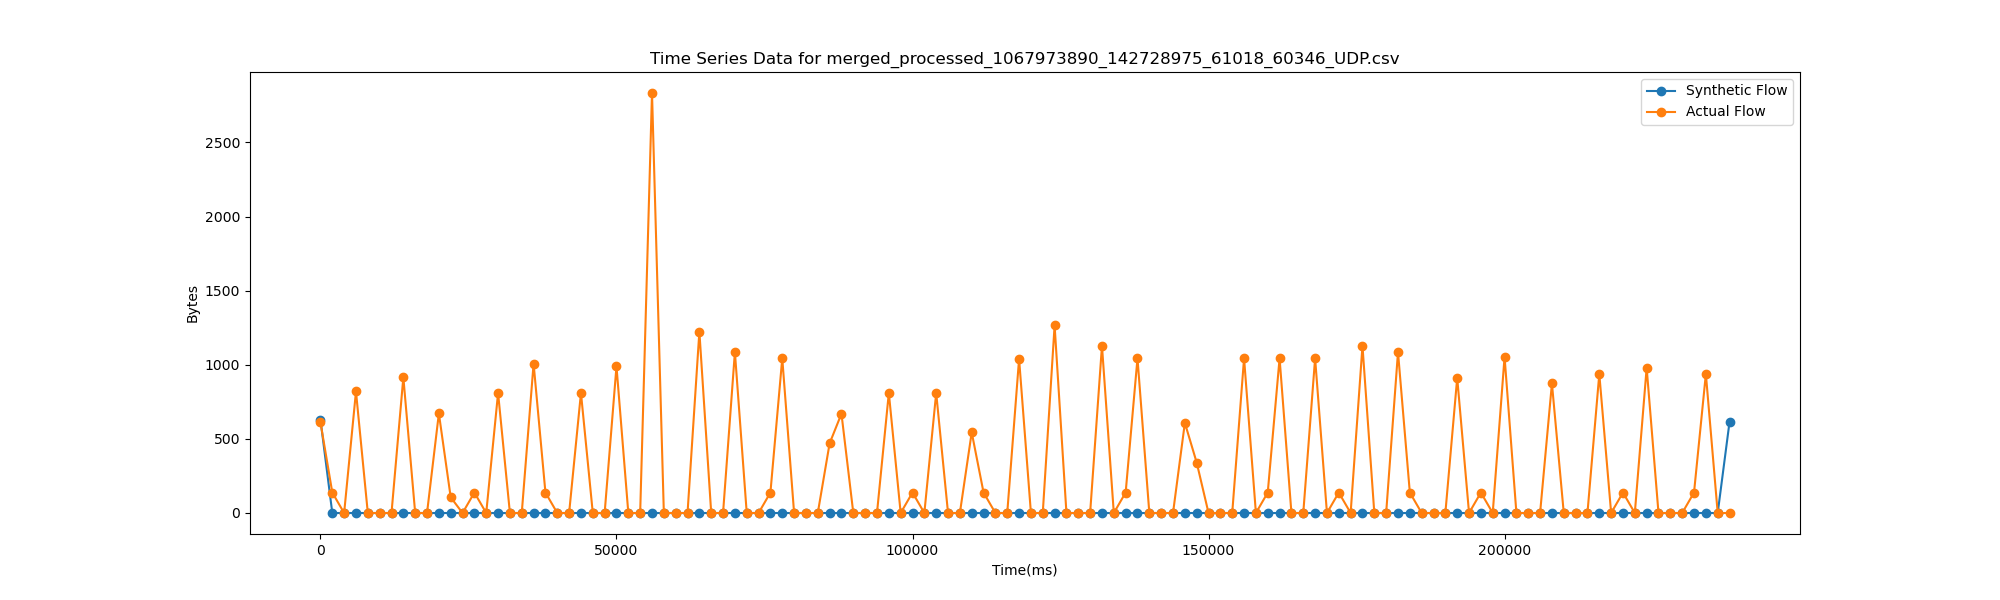 Time Series Data for merged_processed_1067973890_142728975_61018_60346_UDP.csv
Synthetic Flow
Actual Flow
2500
2000
1500
1000
500
0
Bytes
0
50000
100000
150000
200000
Time(ms)